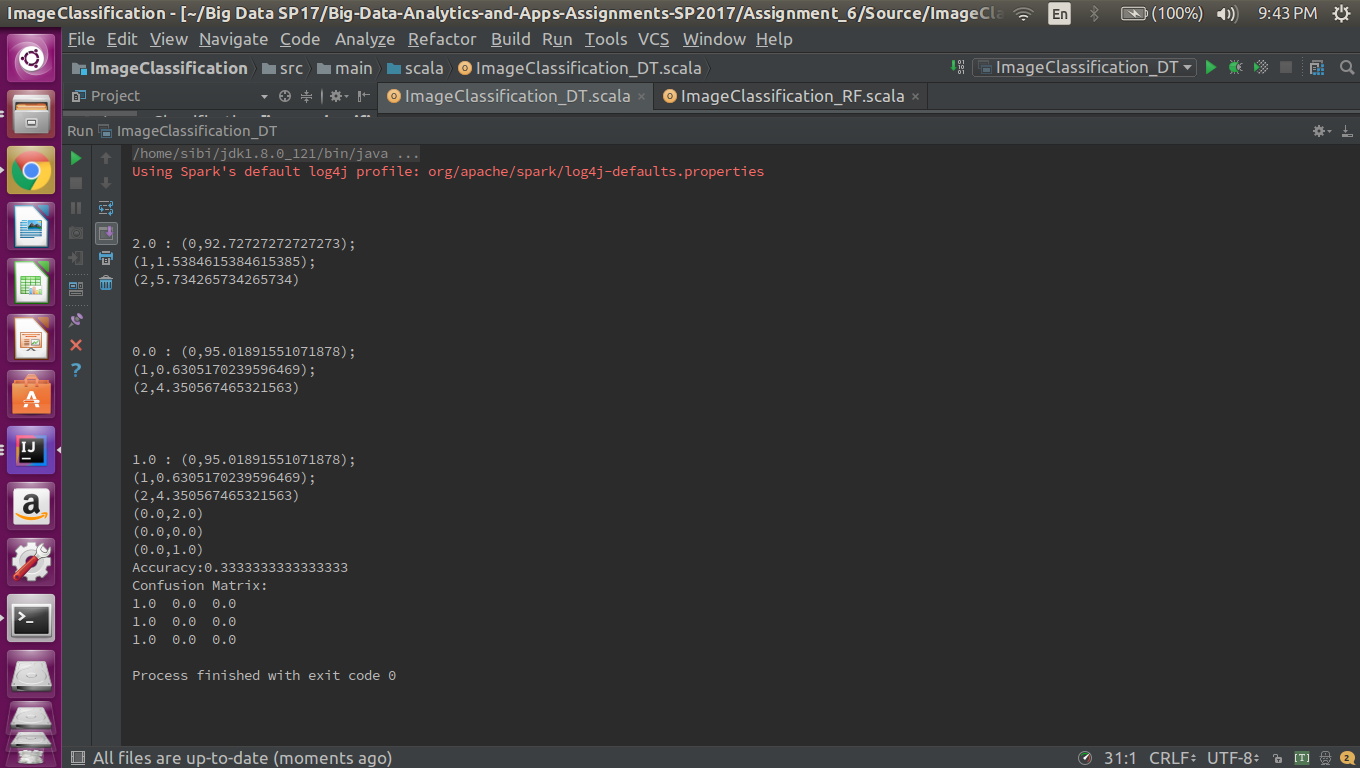 ImageClassification - [~/Big Data SP17/Big-Data-Analytics-and-Apps-Assignments-SP2017/Assignment_6/Source/ImageCla
En
(100%)
9:43 PM
File Edit View Navigate Code Analyze Refactor Build Run Tools VCS Window Help
ImageClassification src main scala ImageClassification_DT.scala
ImageClassification_DT
Project
ImageClassification_DT.scala
ImageClassification_RF.scala
Run ImageClassification_DT
/home/sibi/jdk1.8.0_121/bin/java ...
Using Spark's default log4j profile: org/apache/spark/log4j-defaults.properties
2.0 : (0,92.72727272727273);
(1,1.5384615384615385);
(2,5.734265734265734)
0.0 : (0,95.01891551071878);
(1,0.6305170239596469);
(2,4.350567465321563)
1.0 : (0,95.01891551071878);
(1,0.6305170239596469);
(2,4.350567465321563)
(0.0,2.0)
(0.0,0.0)
(0.0,1.0)
Accuracy:0.3333333333333333
Confusion Matrix:
1.0 0.0 0.0
1.0 0.0 0.0
1.0 0.0 0.0
Process finished with exit code 0
All files are up-to-date (moments ago)
31:1 CRLF UTF-8 [T] 2